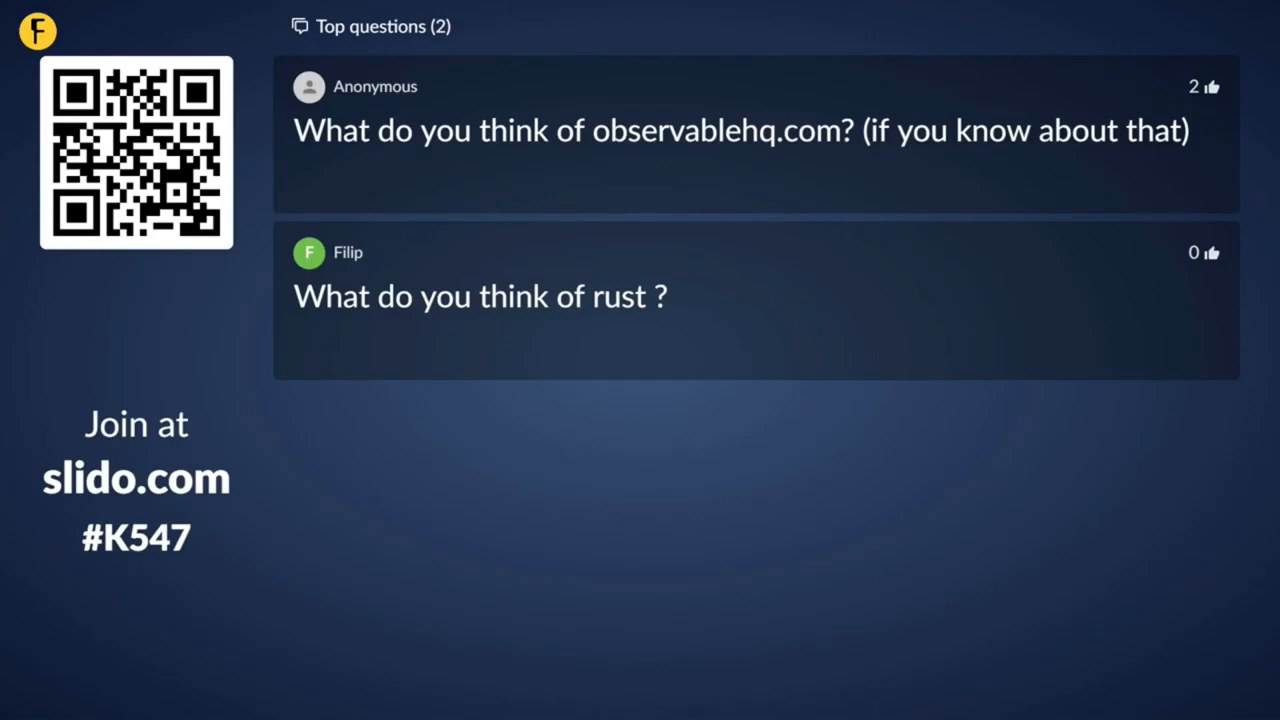 F
Top questions (2)
Anonymous
2
What do you think of observablehq.com? (if you know about that)
F
Filip
0
What do you think of rust ?
Join at
slido.com
#K547